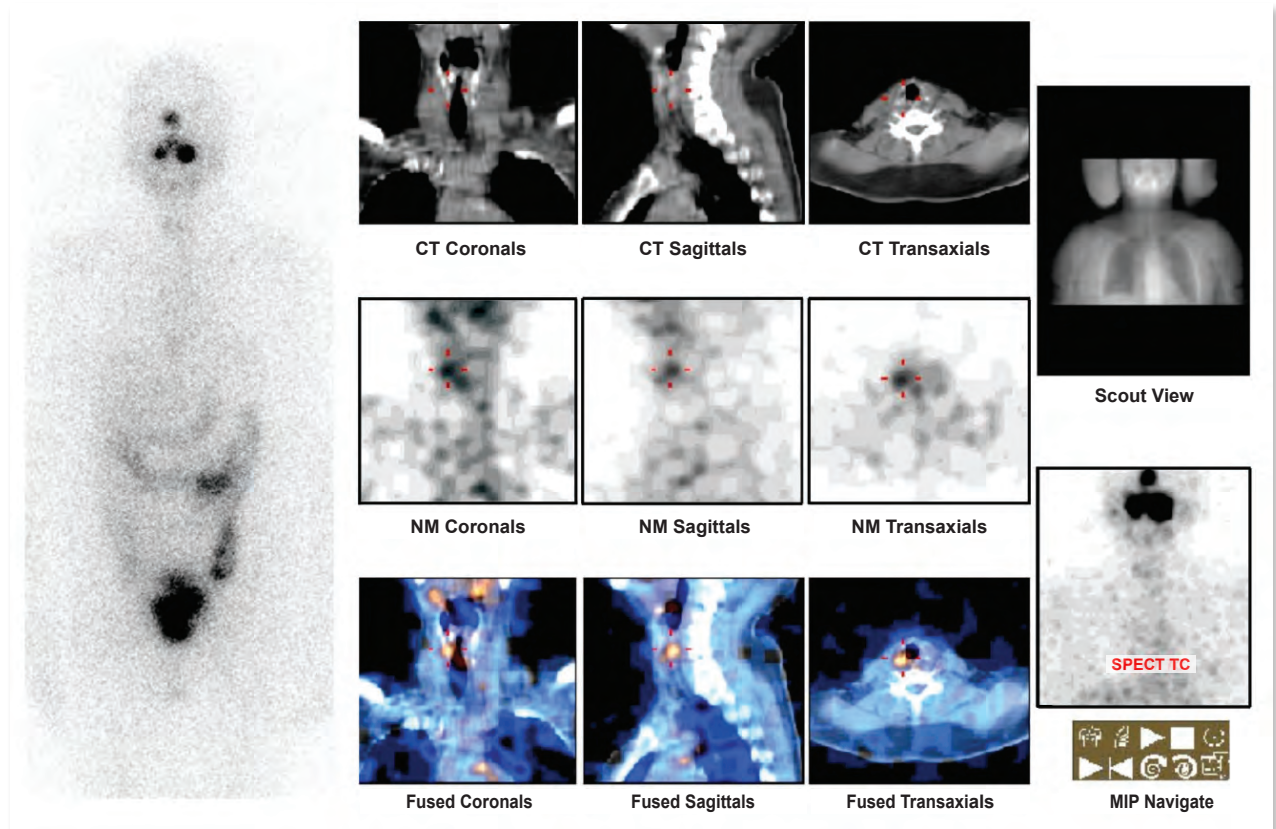 CT Coronals
CT Sagittals
CT Transaxials
Scout View
NM Coronals
NM Sagittals
NM Transaxials
SPECT TC
Fused Coronals
Fused Sagittals
Fused Transaxials
MIP Navigate